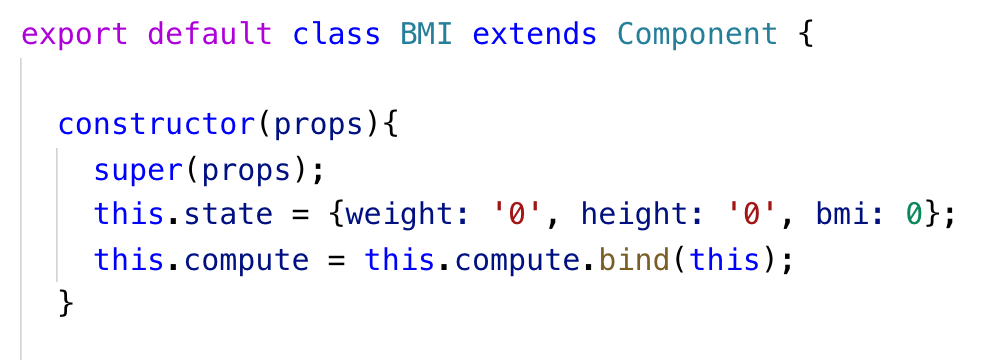 export default class BMI extends Component {
constructor(props){
super(props);
this.state = {weight: '0', height: '0', bmi: 0};
this.compute = this.compute.bind(this);
}